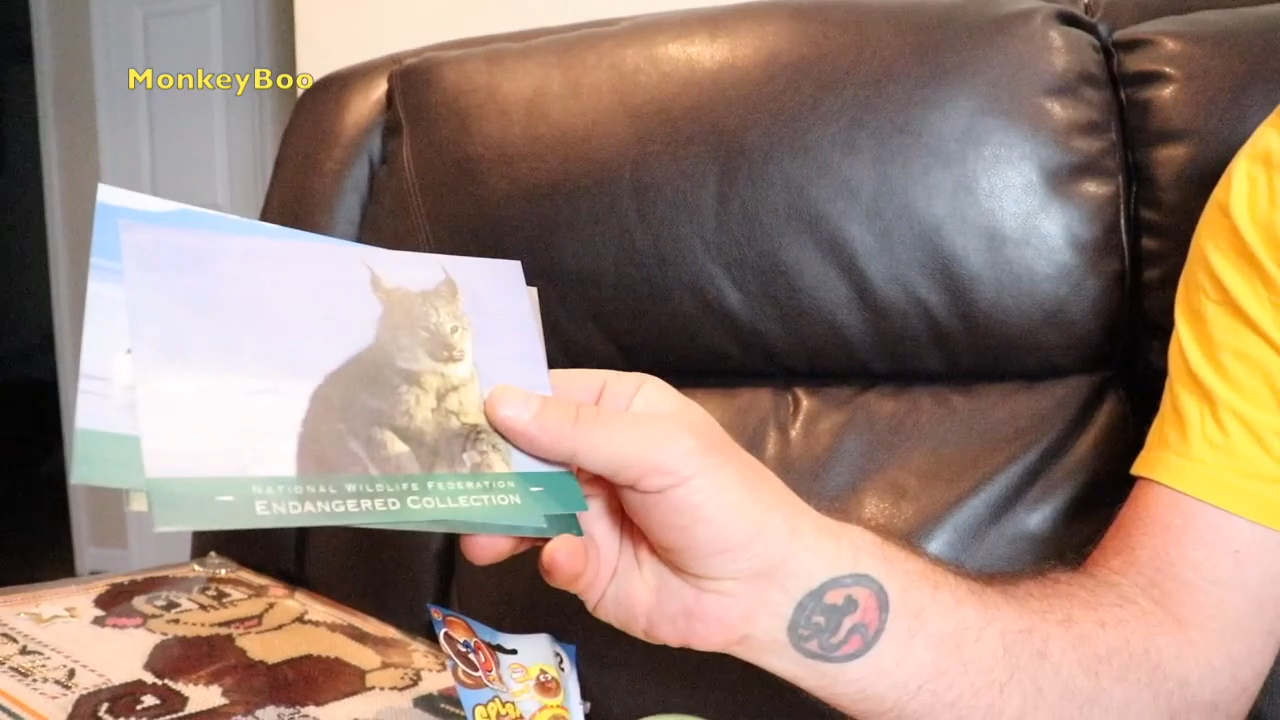 MonkeyBoo
NATIONAL WILDLIFE FEDERATION
ENDANGERED COLLECTION